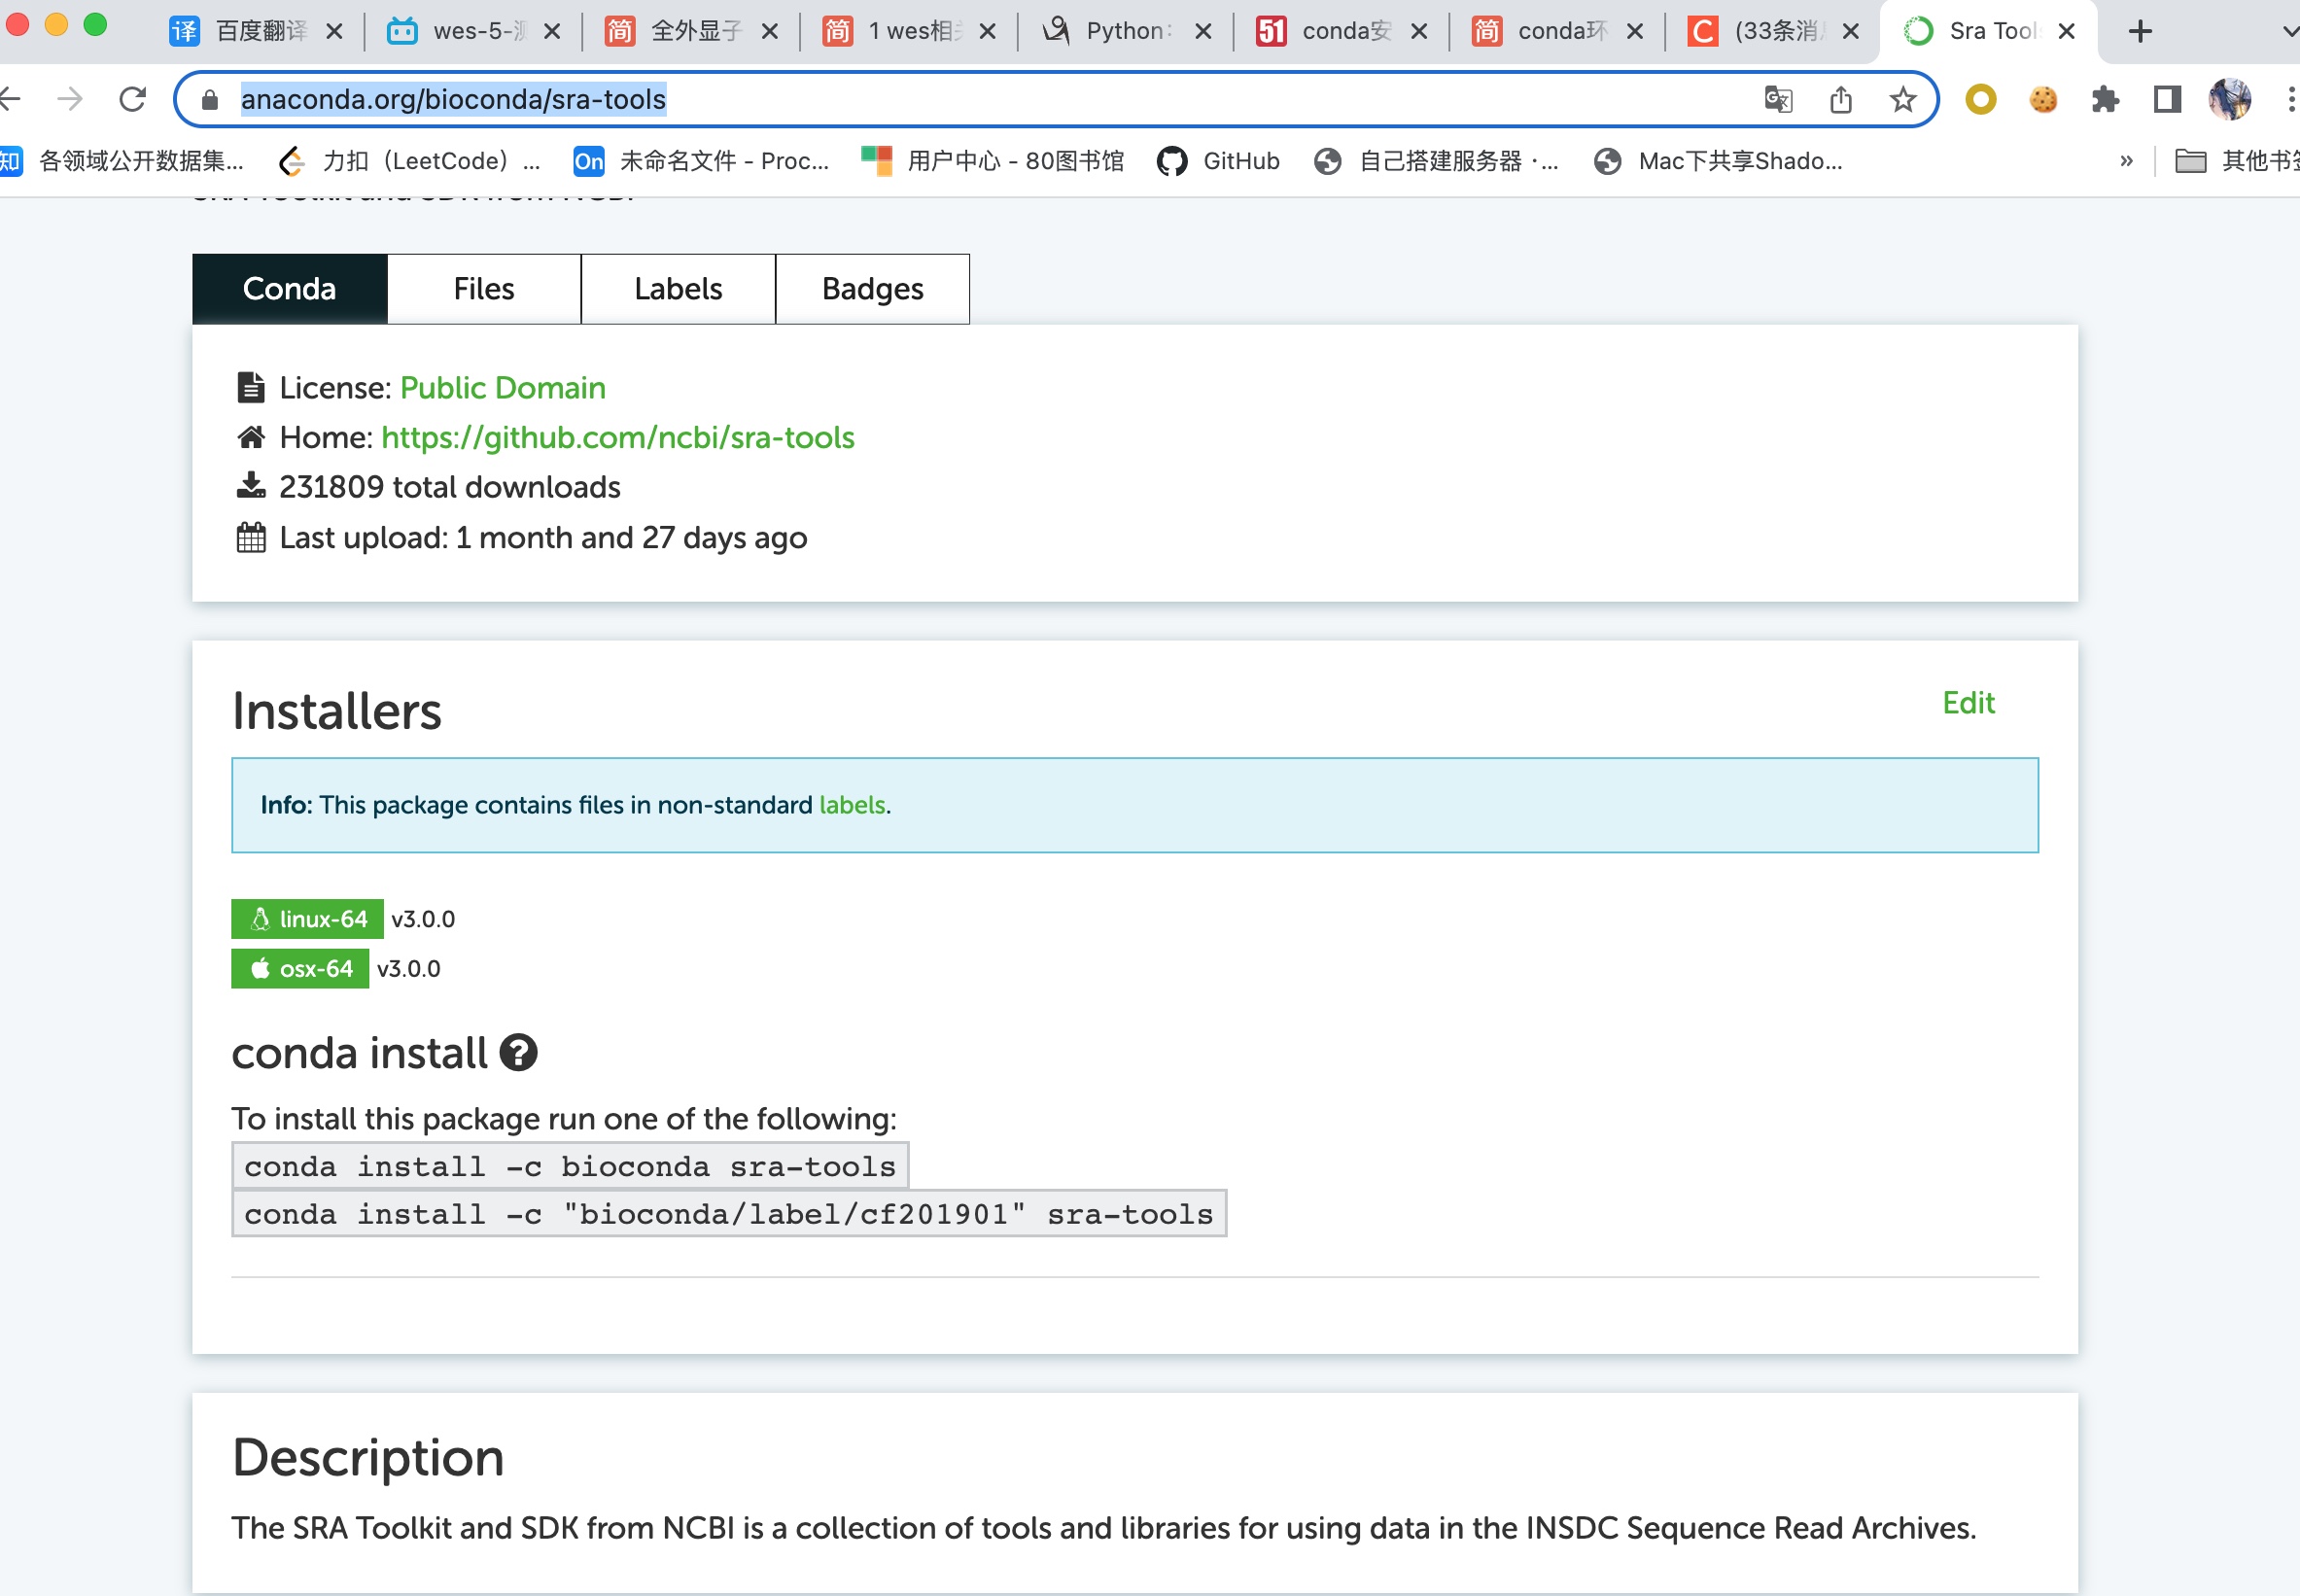 译 百度翻译 wes-5- 简 全外显子 简 1 wes相 Python 51 conda安 简 conda环 C (33条消 Sra Tool
anaconda.org/bioconda/sra-tools
知 各领域公开数据集... 力扣（LeetCode）... On 未命名文件 - Proc... 用户中心 - 80图书馆 GitHub 自己搭建服务器 ·... Mac下共享Shado... » 其他书签
Conda Files Labels Badges
License: Public Domain
Home: https://github.com/ncbi/sra-tools
231809 total downloads
Last upload: 1 month and 27 days ago
Installers Edit
Info: This package contains files in non-standard labels.
linux-64 v3.0.0
osx-64 v3.0.0
conda install
To install this package run one of the following:
conda install -c bioconda sra-tools
conda install -c "bioconda/label/cf201901" sra-tools
Description
The SRA Toolkit and SDK from NCBI is a collection of tools and libraries for using data in the INSDC Sequence Read Archives.